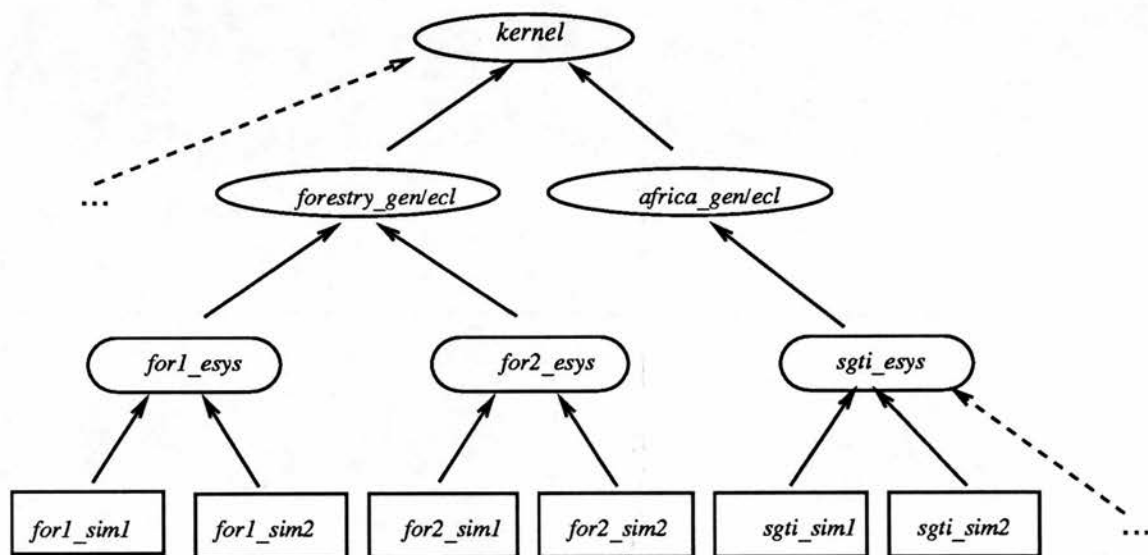 kernel
...
forestry_gen/ecl
africa_gen/ecl
for1_esys
for2_esys
sgti_esys
for1_sim1
for1_sim2
for2_sim1
for2_sim2
sgti_sim1
sgti_sim2
...